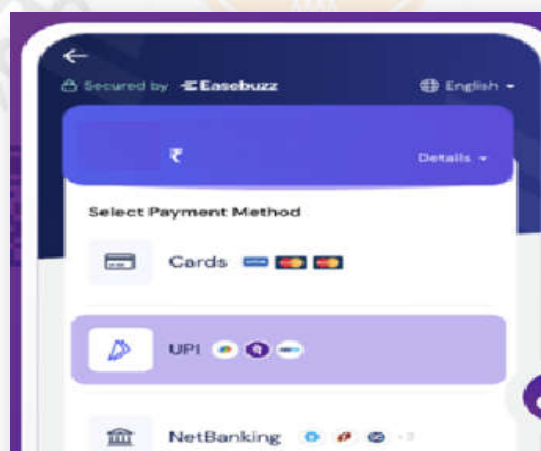 Secured by Easebuzz English
₹ Details
Select Payment Method
Cards
UPI
NetBanking